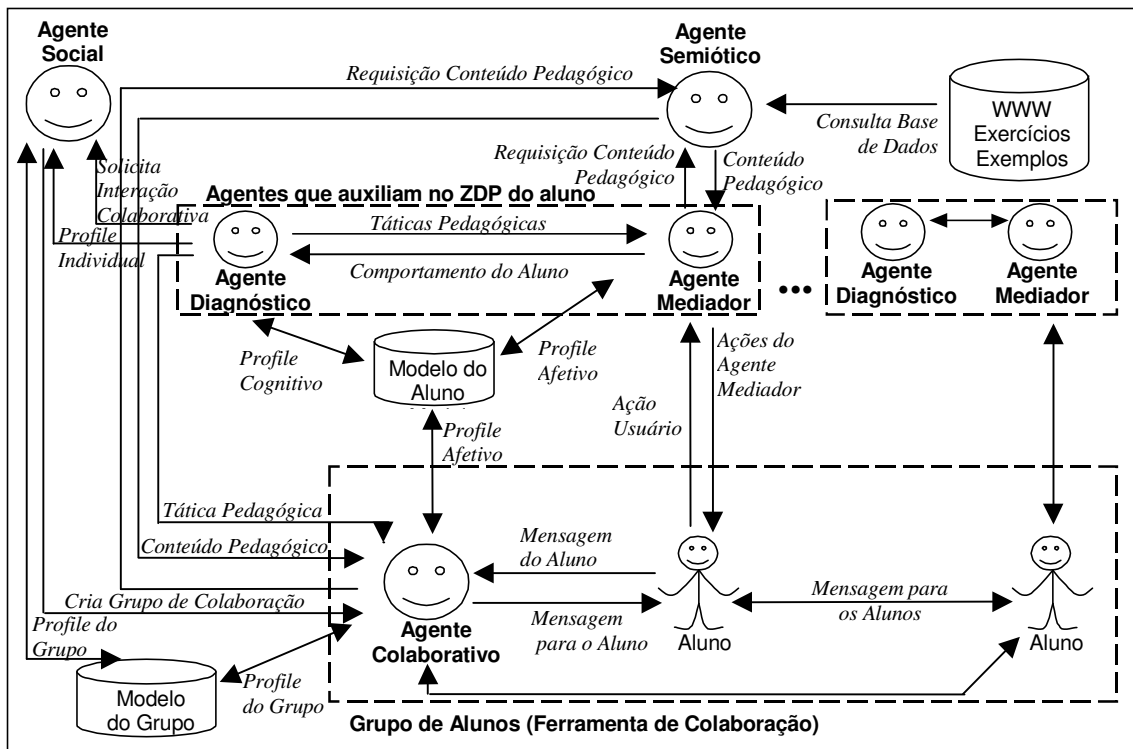 Agente
Social
Agente
Semiótico
Requisição Conteúdo Pedagógico
WWW
Exercícios
Exemplos
Consulta Base
de Dados
Requisição Conteúdo
Pedagógico
Conteúdo
Pedagógico
Solicita
Interação
Colaborativa
Agentes que auxiliam no ZDP do aluno
Profile
Individual
Táticas Pedagógicas
Comportamento do Aluno
Agente
Diagnóstico
Agente
Mediador
...
Agente
Diagnóstico
Agente
Mediador
Profile
Cognitivo
Modelo do
Aluno
Profile
Afetivo
Ações do
Agente
Mediador
Ação
Usuário
Profile
Afetivo
Tática Pedagógica
Conteúdo Pedagógico
Mensagem
do Aluno
Cria Grupo de Colaboração
Mensagem
para o Aluno
Mensagem para
os Alunos
Agente
Colaborativo
Aluno
Aluno
Profile do
Grupo
Modelo
do Grupo
Profile
do Grupo
Grupo de Alunos (Ferramenta de Colaboração)